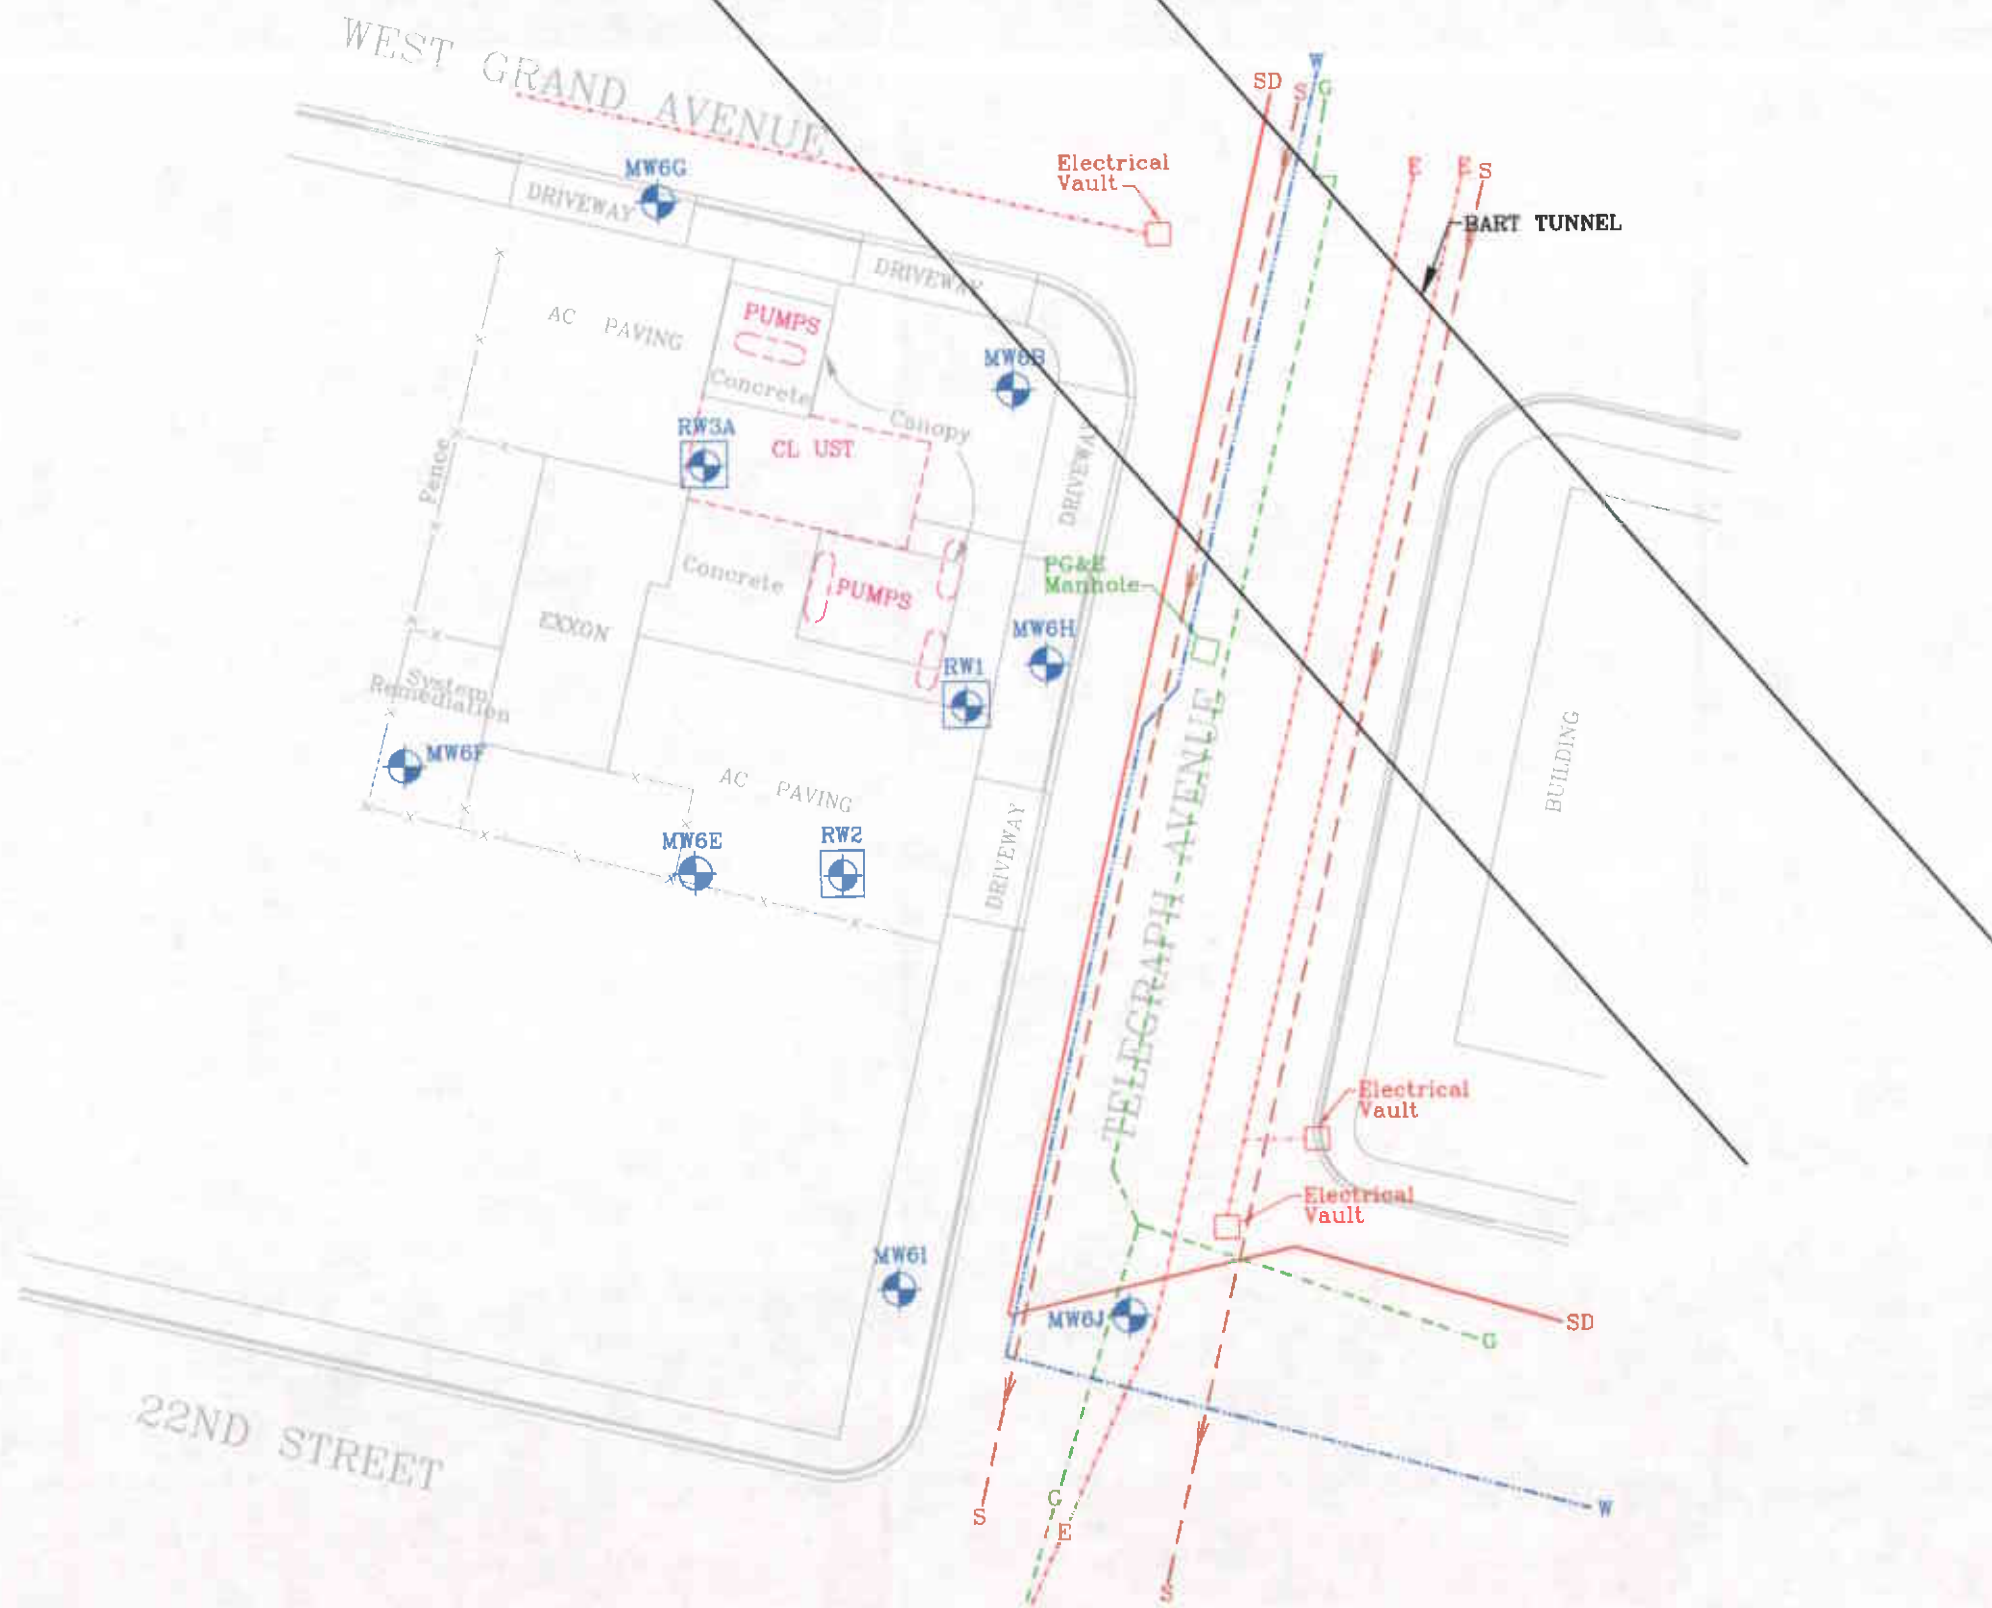 WEST GRAND AVENUE
W
SD
S
G
MW6G
Electrical
Vault
E
E
S
DRIVEWAY
BART TUNNEL
DRIVEWAY
AC PAVING
PUMPS
MW6B
Concrete
Canopy
RW3A
CL UST
Fence
DRIVEWAY
PG&E
Manhole
Concrete
PUMPS
EXXON
MW6H
RW1
System
Remediation
MW6F
AC PAVING
BUILDING
TELEGRAPH AVENUE
MW6E
RW2
DRIVEWAY
Electrical
Vault
Electrical
Vault
MW6I
MW6J
SD
G
22ND STREET
G
S
E
W
S